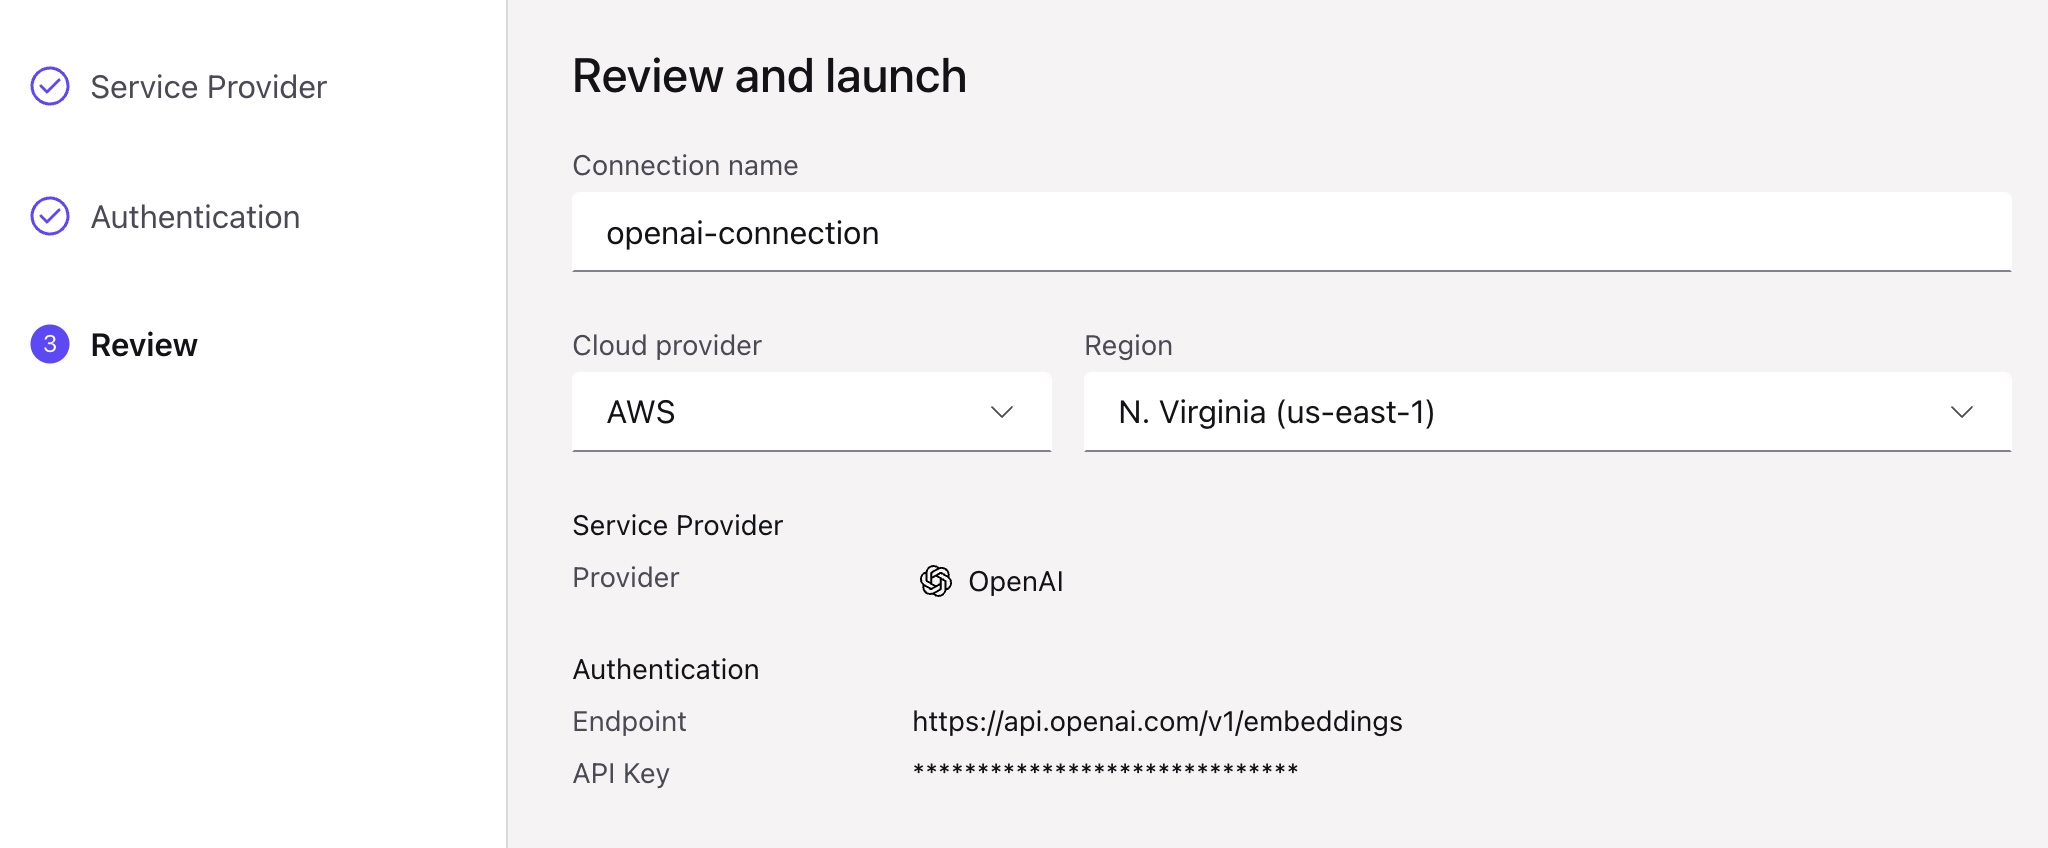 Service Provider
Authentication
3 Review
Review and launch
Connection name
openai-connection
Cloud provider
AWS
Region
N. Virginia (us-east-1)
Service Provider
Provider OpenAI
Authentication
Endpoint https://api.openai.com/v1/embeddings
API Key ******************************